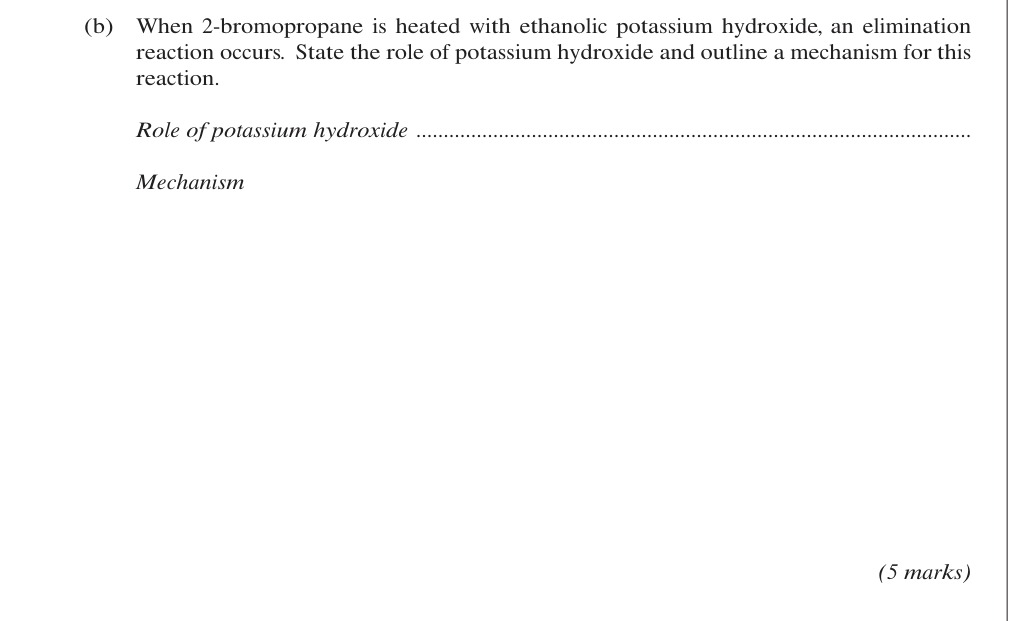 (b) When 2-bromopropane is heated with ethanolic potassium hydroxide, an elimination
reaction occurs. State the role of potassium hydroxide and outline a mechanism for this
reaction.
Role of potassium hydroxide .....................................................................................................
Mechanism
(5 marks)